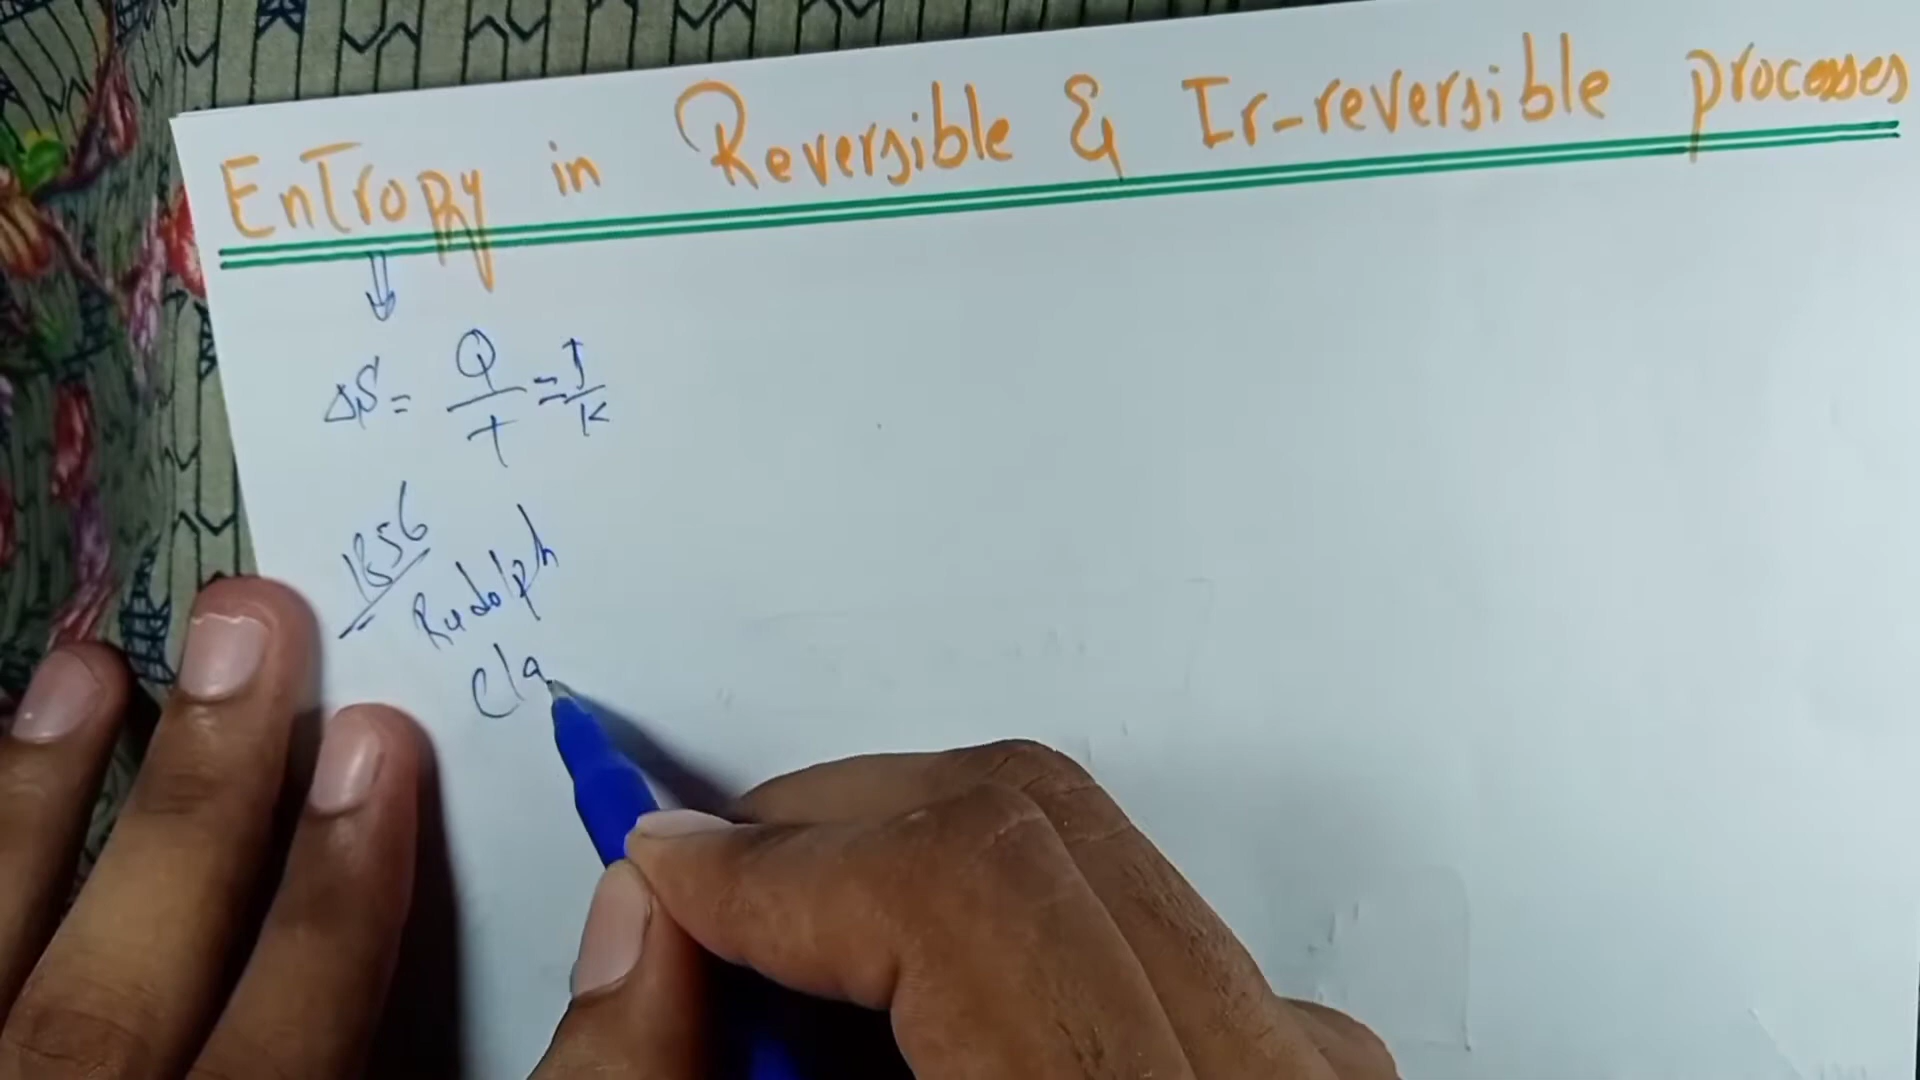 Entropy in Reversible & Ir-reversible processes
ΔS = Q/T = J/K
1856
Rudolph
Cla